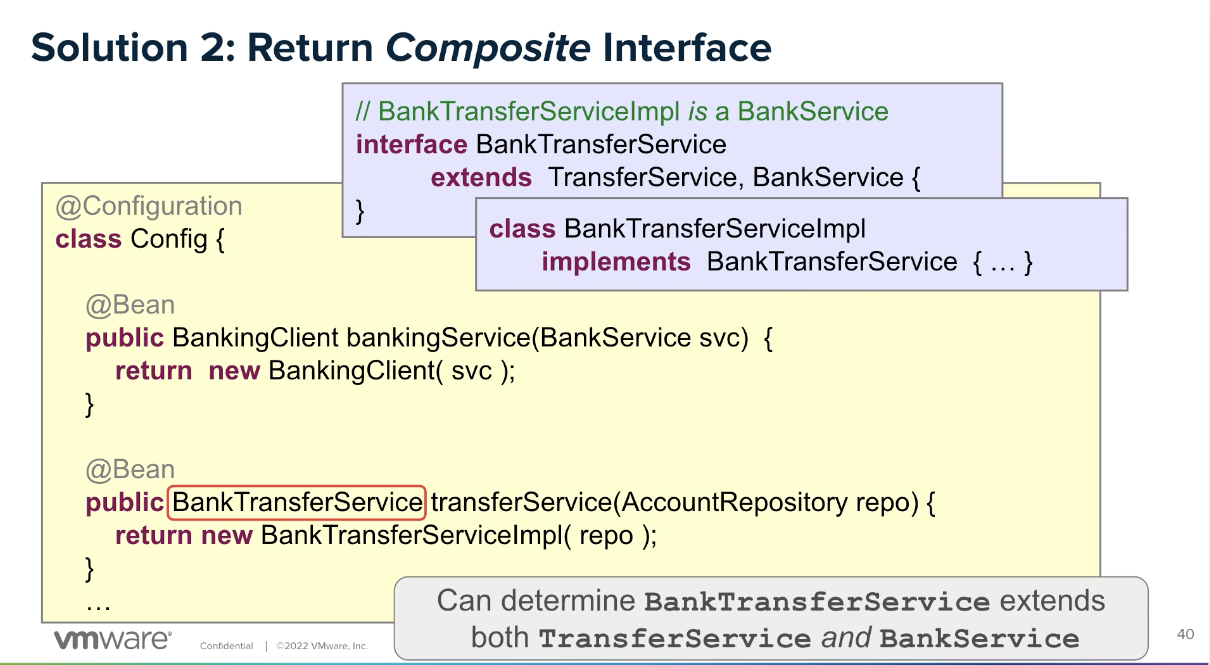 Solution 2: Return Composite Interface
// BankTransferServiceImpl is a BankService
interface BankTransferService
extends TransferService, BankService {
}
class BankTransferServiceImpl
implements BankTransferService { … }
@Configuration
class Config {
@Bean
public BankingClient bankingService(BankService svc) {
return new BankingClient( svc );
}
@Bean
public BankTransferService transferService(AccountRepository repo) {
return new BankTransferServiceImpl( repo );
}
…
Can determine BankTransferService extends
both TransferService and BankService
vmware® Confidential | ©2022 VMware, Inc.
40